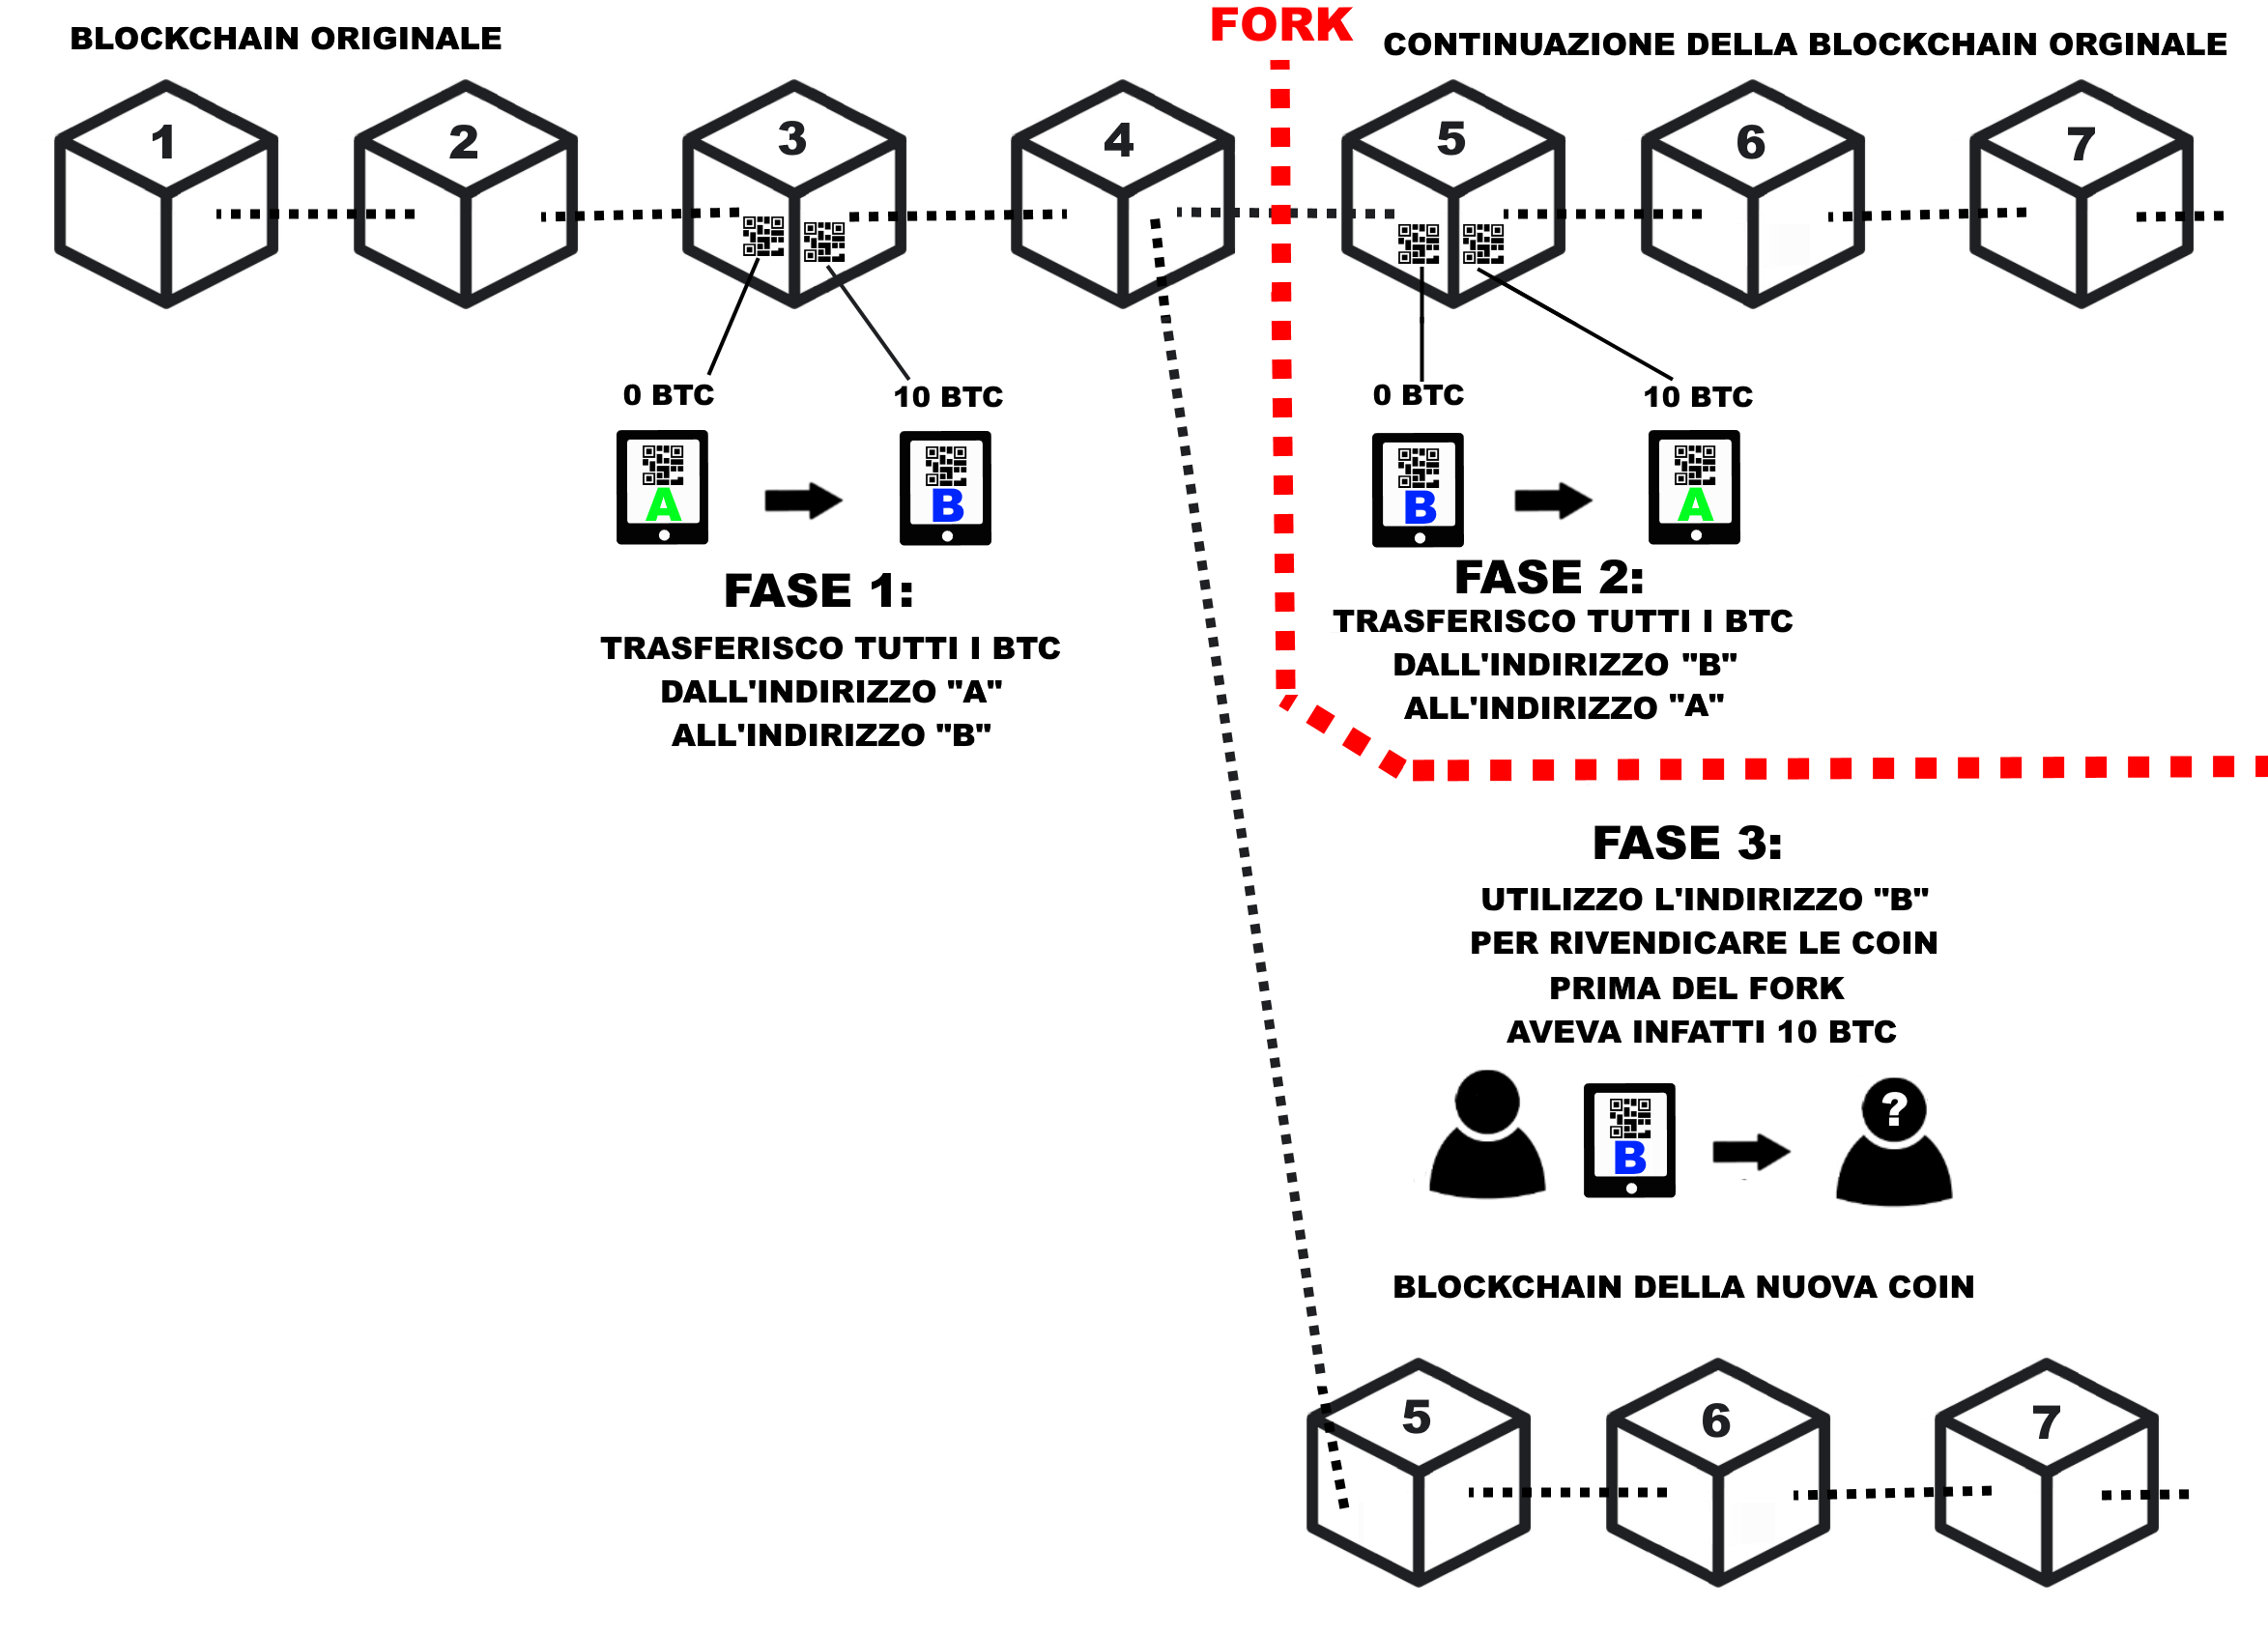 BLOCKCHAIN ORIGINALE
FORK
CONTINUAZIONE DELLA BLOCKCHAIN ORGINALE
1
2
3
4
5
6
7
0 BTC
10 BTC
A
B
FASE 1:
TRASFERISCO TUTTI I BTC
DALL'INDIRIZZO "A"
ALL'INDIRIZZO "B"
0 BTC
10 BTC
B
A
FASE 2:
TRASFERISCO TUTTI I BTC
DALL'INDIRIZZO "B"
ALL'INDIRIZZO "A"
FASE 3:
UTILIZZO L'INDIRIZZO "B"
PER RIVENDICARE LE COIN
PRIMA DEL FORK
AVEVA INFATTI 10 BTC
B
?
BLOCKCHAIN DELLA NUOVA COIN
5
6
7